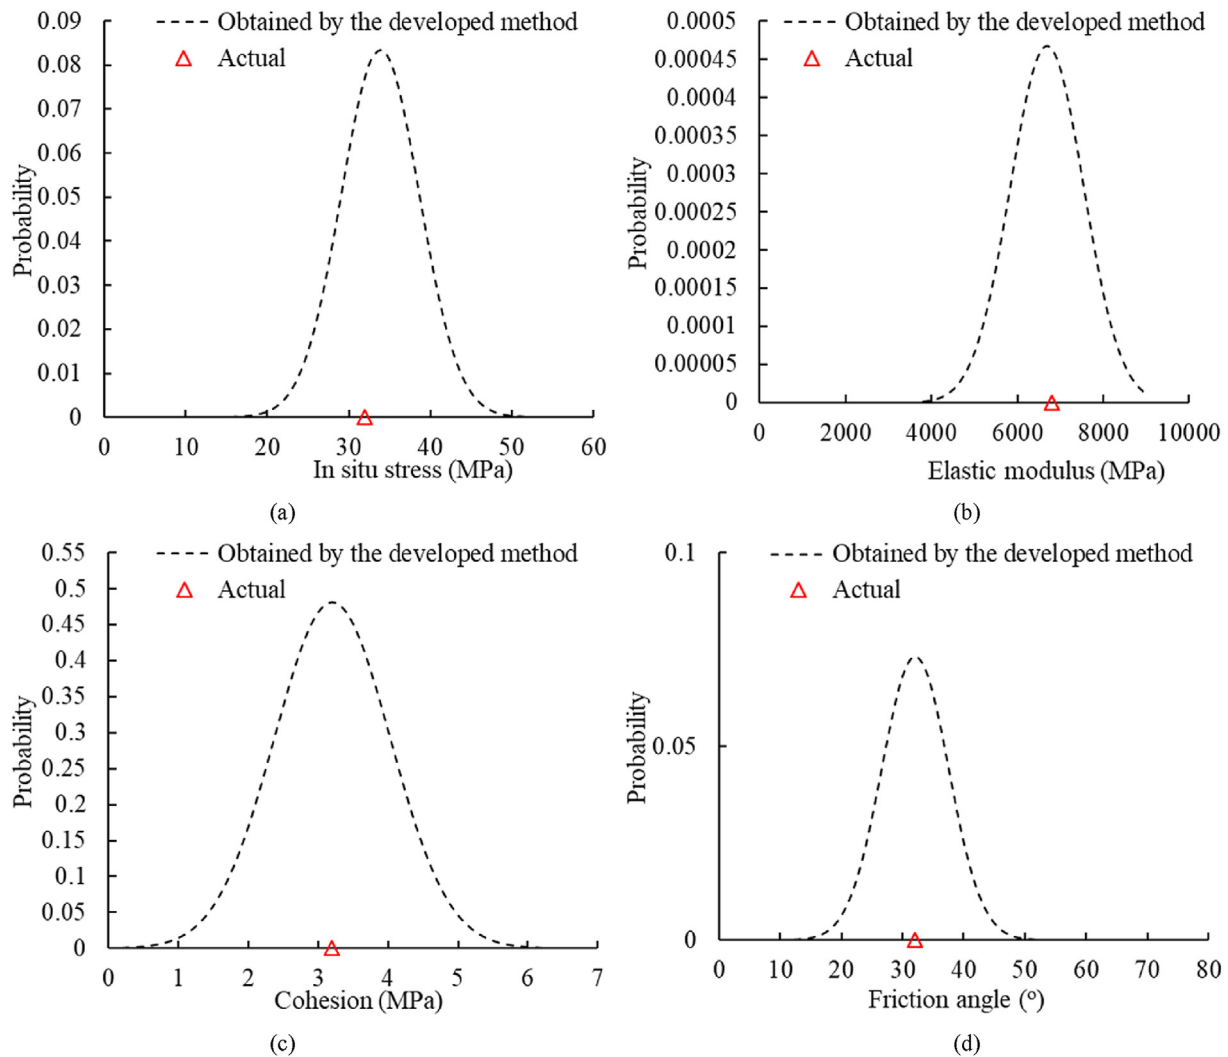 0.09
0.08
0.07
0.06
0.05
0.04
0.03
0.02
0.01
0
Probability
Obtained by the developed method
Actual
0 10 20 30 40 50 60
In situ stress (MPa)
(a)
0.0005
0.00045
0.0004
0.00035
0.0003
0.00025
0.0002
0.00015
0.0001
0.00005
0
Probability
Obtained by the developed method
Actual
0 2000 4000 6000 8000 10000
Elastic modulus (MPa)
(b)
0.55
0.5
0.45
0.4
0.35
0.3
0.25
0.2
0.15
0.1
0.05
0
Probability
Obtained by the developed method
Actual
0 1 2 3 4 5 6 7
Cohesion (MPa)
(c)
0.1
0.05
0
Probability
Obtained by the developed method
Actual
0 10 20 30 40 50 60 70 80
Friction angle (°)
(d)